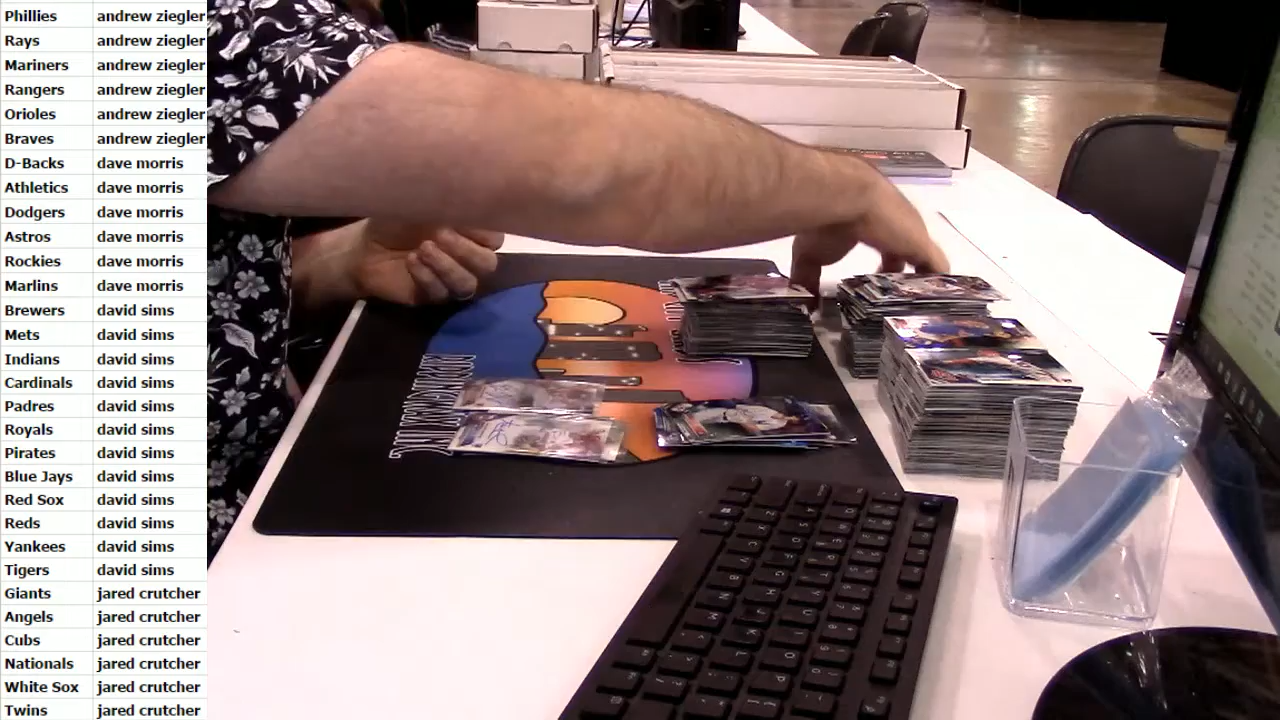 Phillies andrew ziegler
Rays andrew ziegler
Mariners andrew ziegler
Rangers andrew ziegler
Orioles andrew ziegler
Braves andrew ziegler
D-Backs dave morris
Athletics dave morris
Dodgers dave morris
Astros dave morris
Rockies dave morris
Marlins dave morris
Brewers david sims
Mets david sims
Indians david sims
Cardinals david sims
Padres david sims
Royals david sims
Pirates david sims
Blue Jays david sims
Red Sox david sims
Reds david sims
Yankees david sims
Tigers david sims
Giants jared crutcher
Angels jared crutcher
Cubs jared crutcher
Nationals jared crutcher
White Sox jared crutcher
Twins jared crutcher